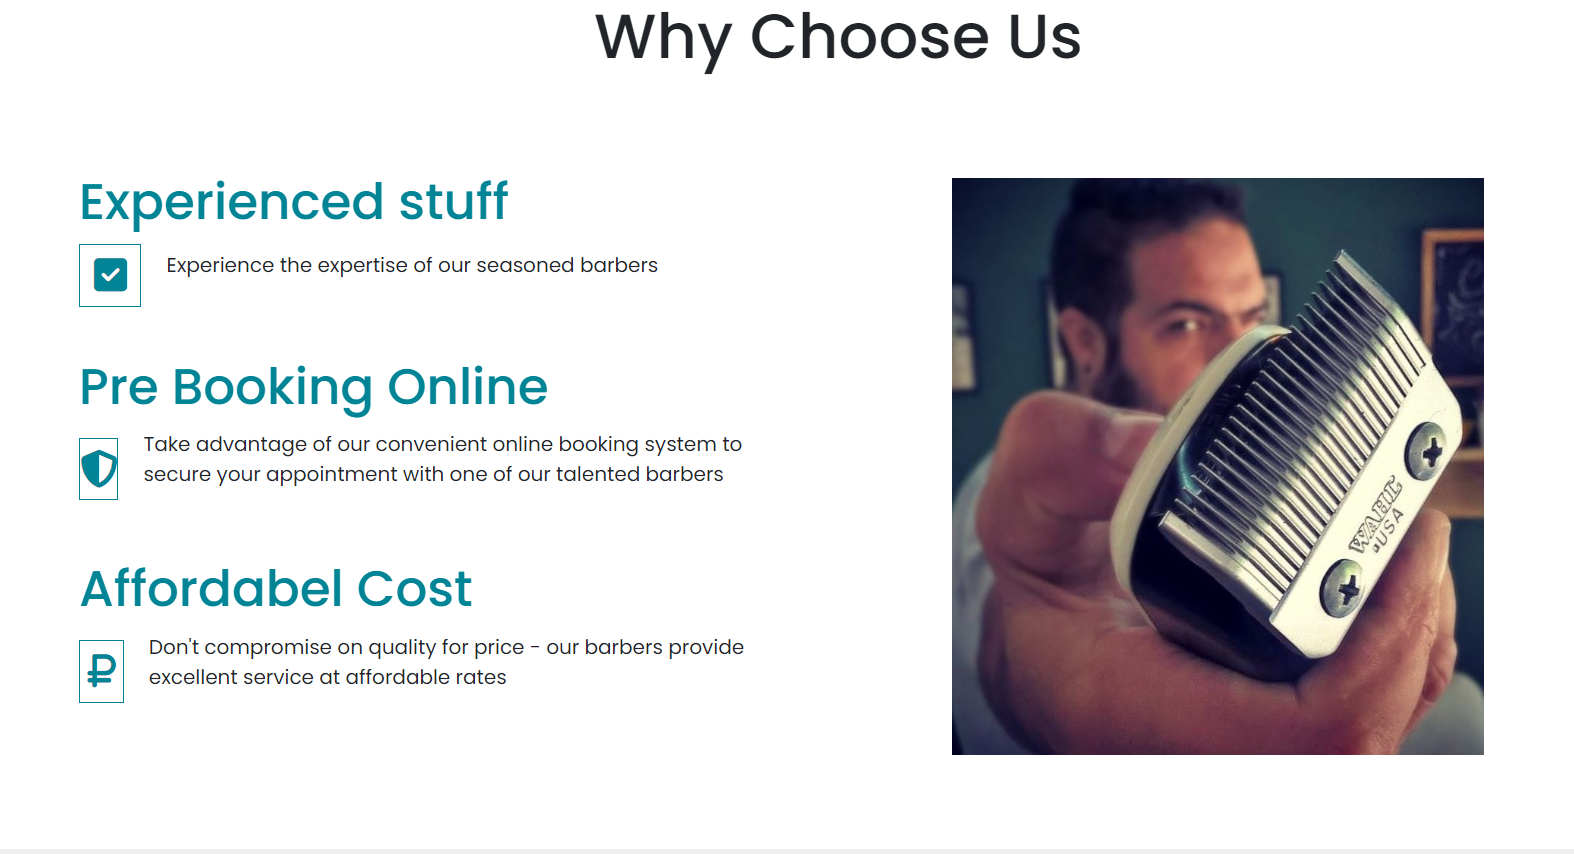 Why Choose Us
Experienced stuff
Experience the expertise of our seasoned barbers
Pre Booking Online
Take advantage of our convenient online booking system to
secure your appointment with one of our talented barbers
Affordabel Cost
₽
Don't compromise on quality for price - our barbers provide
excellent service at affordable rates
WAHL
USA